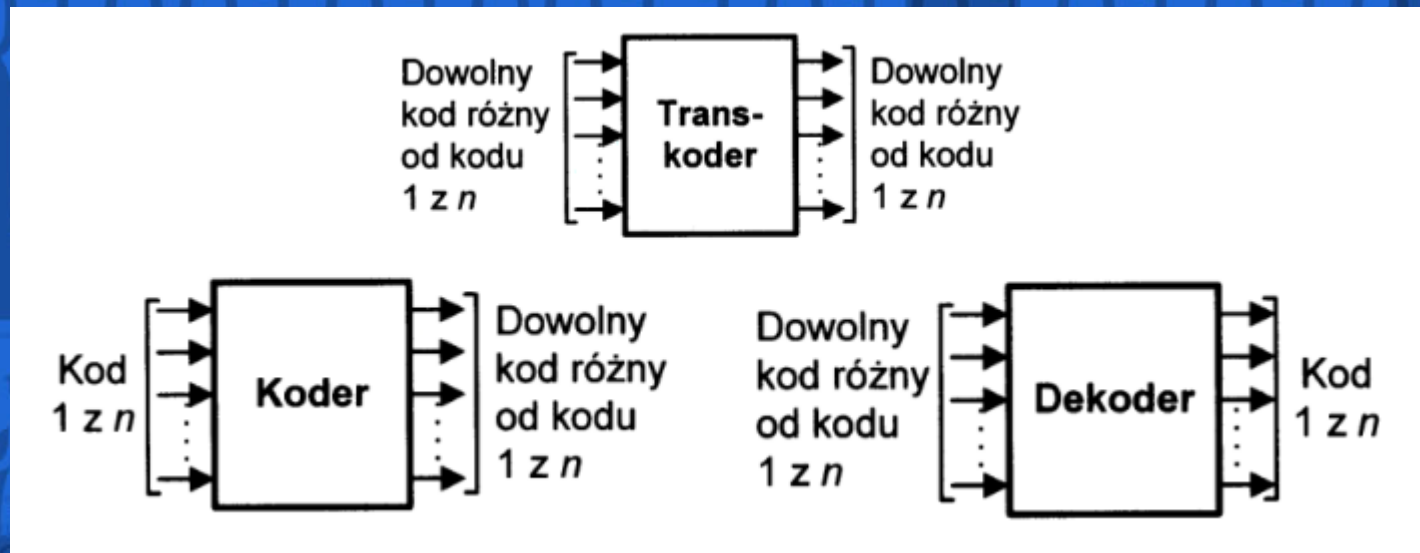 Dowolny
kod różny
od kodu
1 z n
Trans-
koder
Dowolny
kod różny
od kodu
1 z n
Kod
1 z n
Koder
Dowolny
kod różny
od kodu
1 z n
Dowolny
kod różny
od kodu
1 z n
Dekoder
Kod
1 z n